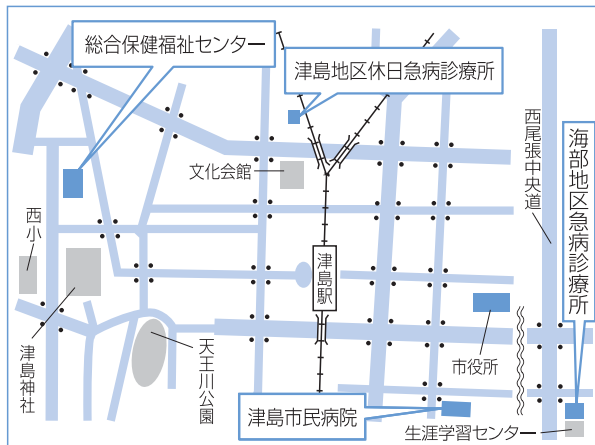 総合保健福祉センター
津島地区休日急病診療所
西尾張中央道
海部地区急病診療所
文化会館
西小
津島駅
津島神社
天王川公園
市役所
津島市民病院
生涯学習センター